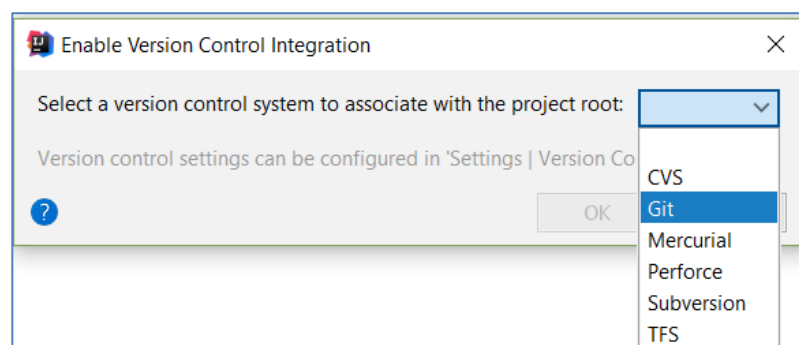 Enable Version Control Integration
Select a version control system to associate with the project root:
Version control settings can be configured in 'Settings | Version Co
CVS
Git
OK
Mercurial
Perforce
Subversion
TFS